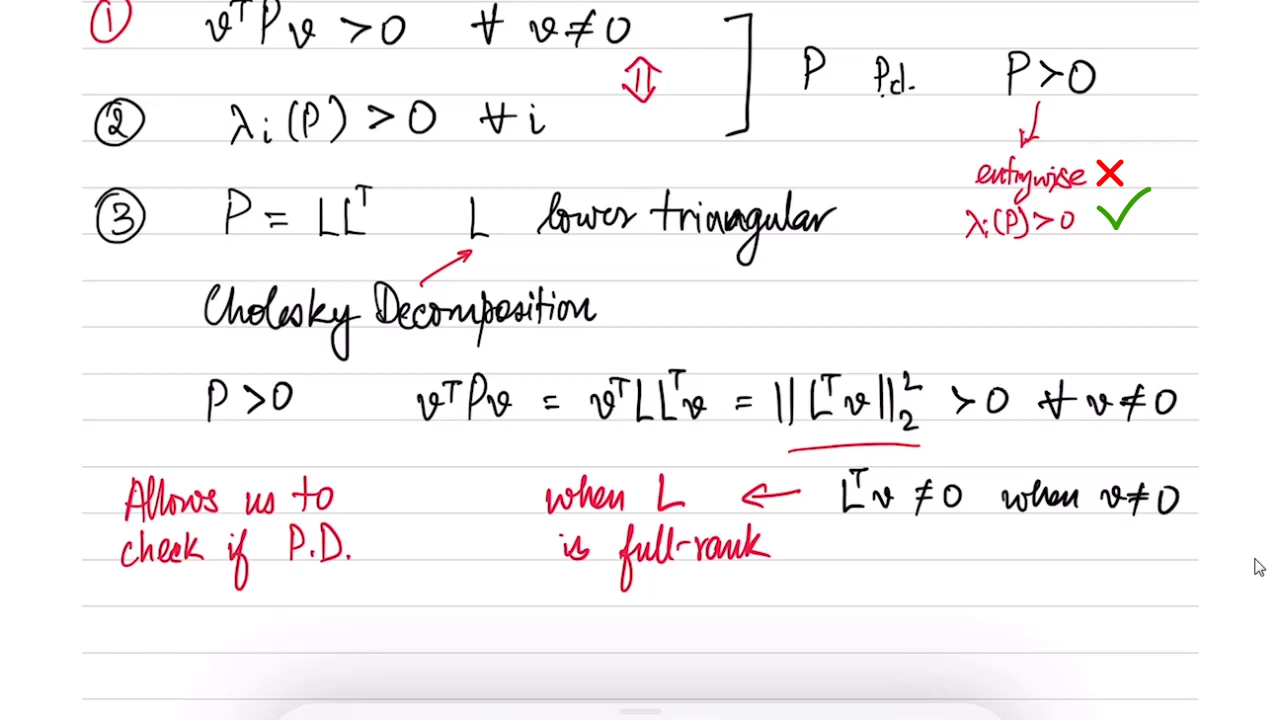 ① vᵀPv > 0 ∀ v ≠ 0
⇕
P P.d. P > 0
② λᵢ(P) > 0 ∀ i
entrywise ✗
λᵢ(P) > 0 ✓
③ P = LLᵀ L lower triangular
Cholesky Decomposition
P > 0 vᵀPv = vᵀLLᵀv = ||Lᵀv||₂² > 0 ∀ v ≠ 0
Allows us to when L ← Lᵀv ≠ 0 when v ≠ 0
check if P.D. is full-rank